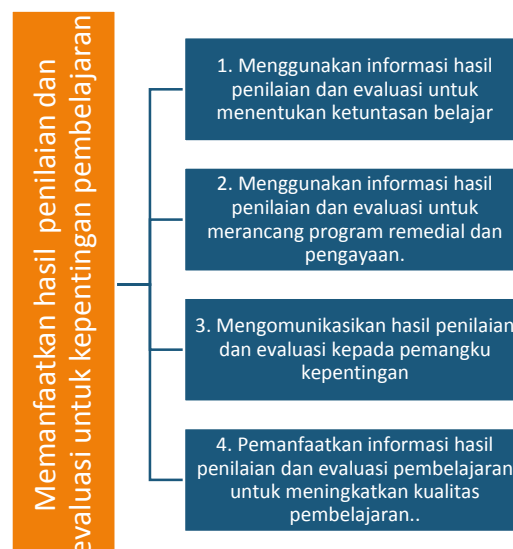 Memanfaatkan hasil penilaian dan
evaluasi untuk kepentingan pembelajaran
1. Menggunakan informasi hasil
penilaian dan evaluasi untuk
menentukan ketuntasan belajar
2. Menggunakan informasi hasil
penilaian dan evaluasi untuk
merancang program remedial dan
pengayaan.
3. Mengomunikasikan hasil penilaian
dan evaluasi kepada pemangku
kepentingan
4. Pemanfaatkan informasi hasil
penilaian dan evaluasi pembelajaran
untuk meningkatkan kualitas
pembelajaran..